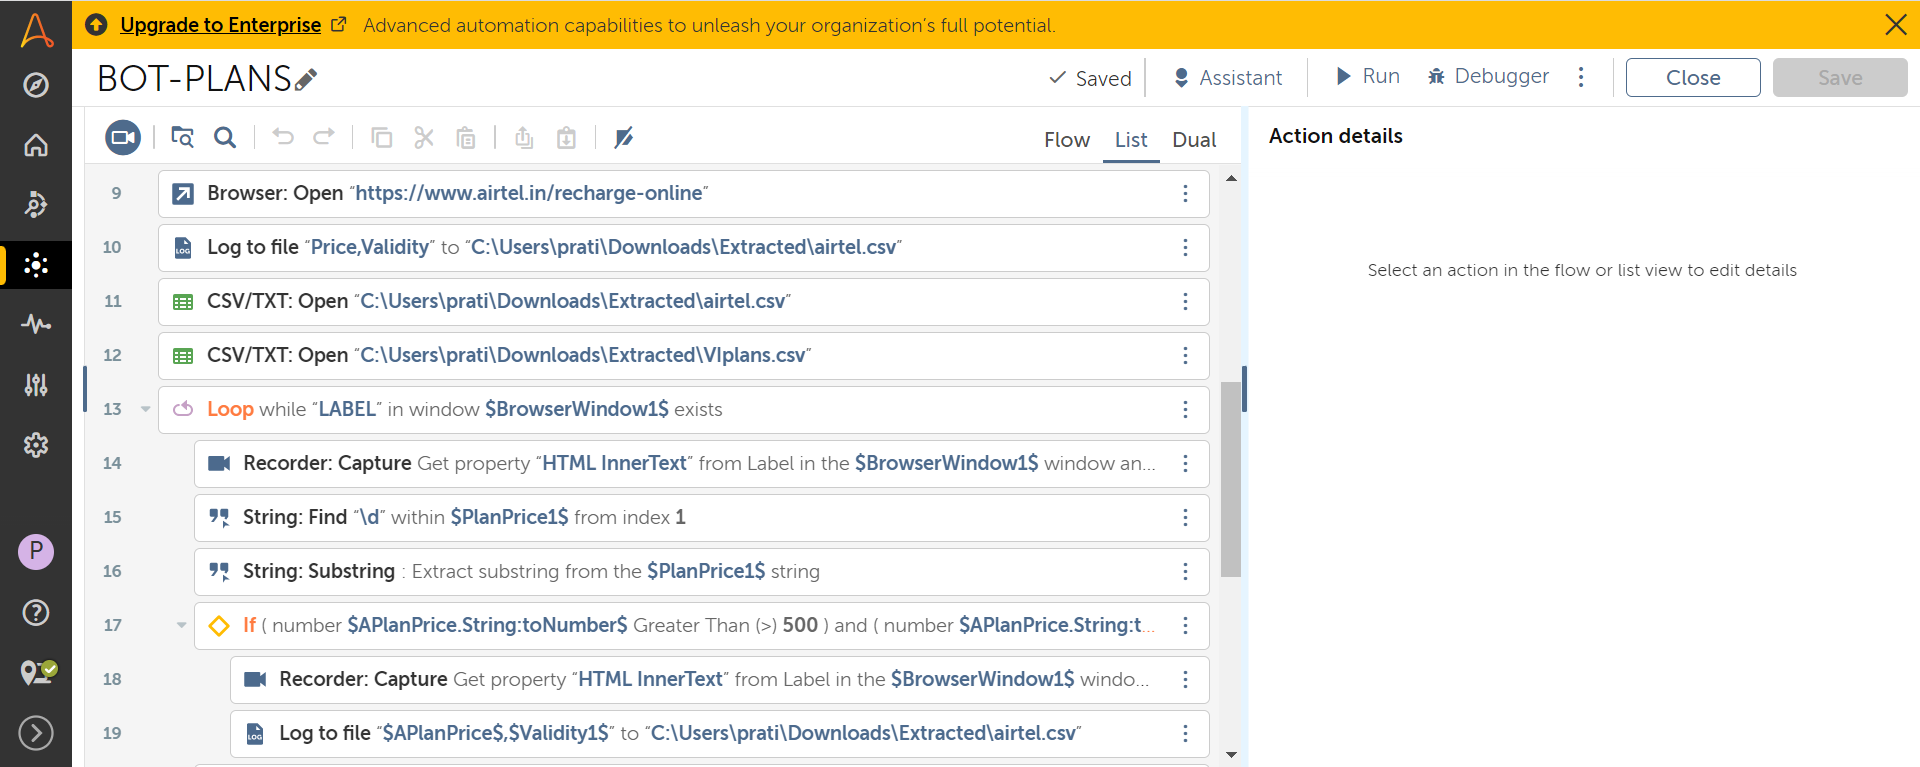 Upgrade to Enterprise Advanced automation capabilities to unleash your organization's full potential.
BOT-PLANS Saved Assistant Run Debugger Close Save
Flow List Dual
Action details
Select an action in the flow or list view to edit details
9 Browser: Open “https://www.airtel.in/recharge-online”
10 LOG Log to file “Price,Validity” to “C:\Users\prati\Downloads\Extracted\airtel.csv”
11 CSV/TXT: Open “C:\Users\prati\Downloads\Extracted\airtel.csv”
12 CSV/TXT: Open “C:\Users\prati\Downloads\Extracted\VIplans.csv”
13 Loop while “LABEL” in window $BrowserWindow1$ exists
14 Recorder: Capture Get property “HTML InnerText” from Label in the $BrowserWindow1$ window an...
15 String: Find “\d” within $PlanPrice1$ from index 1
16 String: Substring : Extract substring from the $PlanPrice1$ string
17 If ( number $APlanPrice.String:toNumber$ Greater Than (>) 500 ) and ( number $APlanPrice.String:t...
18 Recorder: Capture Get property “HTML InnerText” from Label in the $BrowserWindow1$ windo...
19 LOG Log to file “$APlanPrice$,$Validity1$” to “C:\Users\prati\Downloads\Extracted\airtel.csv”
P